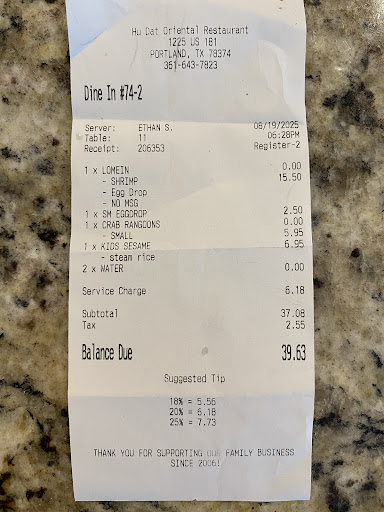 Hu Dat Oriental Restaurant
1225 US 181
PORTLAND, TX 78374
361-643-7823
Dine In #74-2
Server: ETHAN S. 06/19/2025
Table: 11 06:28PM
Receipt: 206353 Register-2
1 x LOMEIN 0.00
- SHRIMP 15.50
- Egg Drop
- NO MSG
1 x SM EGGDROP 2.50
1 x CRAB RANGOONS 0.00
- SMALL 5.95
1 x KIDS SESAME 6.95
- steam rice
2 x WATER 0.00
Service Charge 6.18
Subtotal 37.08
Tax 2.55
Balance Due 39.63
Suggested Tip
18% = 5.56
20% = 6.18
25% = 7.73
THANK YOU FOR SUPPORTING OUR FAMILY BUSINESS
SINCE 2006!